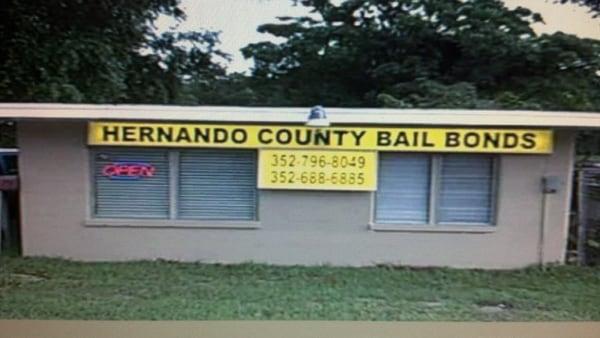 HERNANDO COUNTY BAIL BONDS
352-796-8049
352-688-6885
OPEN